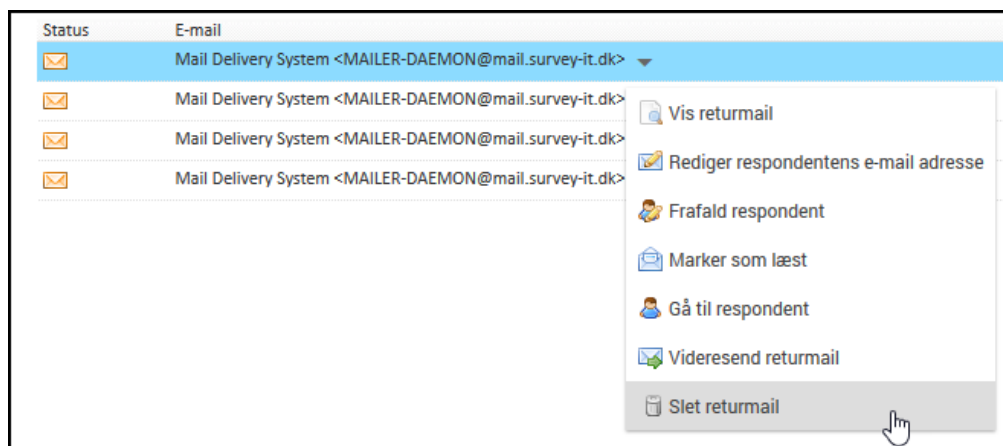 Status E-mail
Mail Delivery System <MAILER-DAEMON@mail.survey-it.dk>
Mail Delivery System <MAILER-DAEMON@mail.survey-it.dk>
Mail Delivery System <MAILER-DAEMON@mail.survey-it.dk>
Mail Delivery System <MAILER-DAEMON@mail.survey-it.dk>
Vis returmail
Rediger respondentens e-mail adresse
Frafald respondent
Marker som læst
Gå til respondent
Videresend returmail
Slet returmail